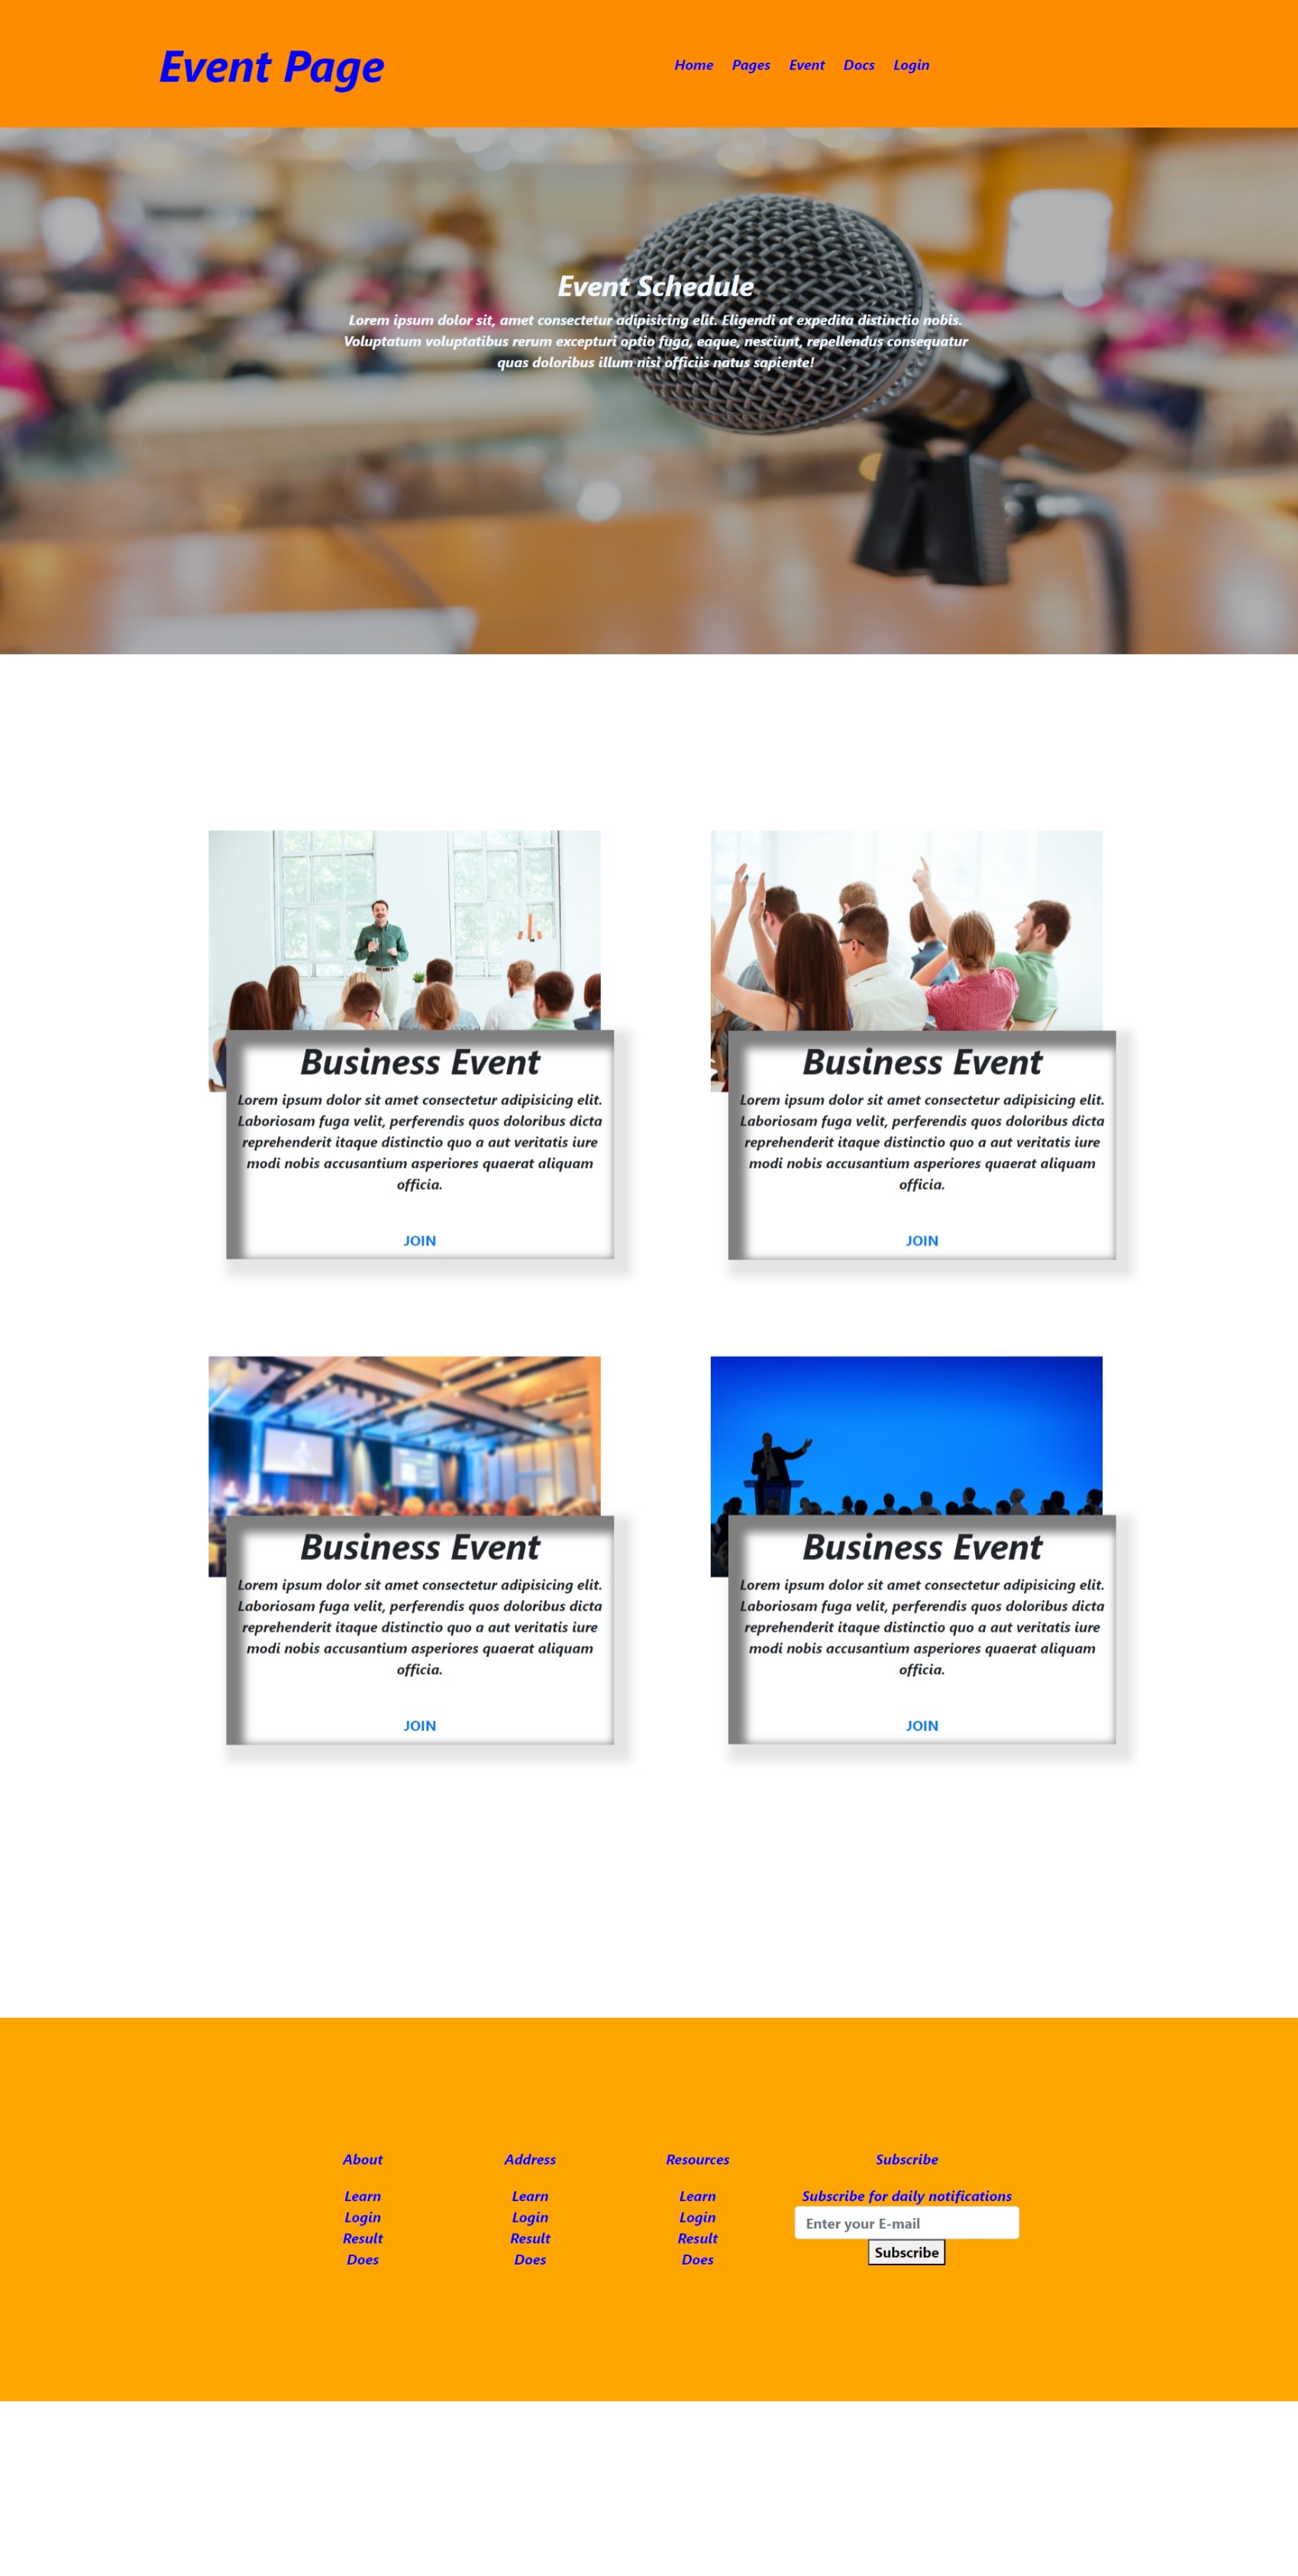 Event Page
Home Pages Event Docs Login
Event Schedule
Lorem ipsum dolor sit, amet consectetur adipisicing elit. Eligendi at expedita distinctio nobis.
Voluptatum voluptatibus rerum excepturi optio fuga, eaque, nesciunt, repellendus consequatur
quas doloribus illum nisi officiis natus sapiente!
Business Event
Lorem ipsum dolor sit amet consectetur adipisicing elit.
Laboriosam fuga velit, perferendis quos doloribus dicta
reprehenderit itaque distinctio quo a aut veritatis iure
modi nobis accusantium asperiores quaerat aliquam
officia.
JOIN
Business Event
Lorem ipsum dolor sit amet consectetur adipisicing elit.
Laboriosam fuga velit, perferendis quos doloribus dicta
reprehenderit itaque distinctio quo a aut veritatis iure
modi nobis accusantium asperiores quaerat aliquam
officia.
JOIN
Business Event
Lorem ipsum dolor sit amet consectetur adipisicing elit.
Laboriosam fuga velit, perferendis quos doloribus dicta
reprehenderit itaque distinctio quo a aut veritatis iure
modi nobis accusantium asperiores quaerat aliquam
officia.
JOIN
Business Event
Lorem ipsum dolor sit amet consectetur adipisicing elit.
Laboriosam fuga velit, perferendis quos doloribus dicta
reprehenderit itaque distinctio quo a aut veritatis iure
modi nobis accusantium asperiores quaerat aliquam
officia.
JOIN
About
Learn
Login
Result
Does
Address
Learn
Login
Result
Does
Resources
Learn
Login
Result
Does
Subscribe
Subscribe for daily notifications
Enter your E-mail
Subscribe